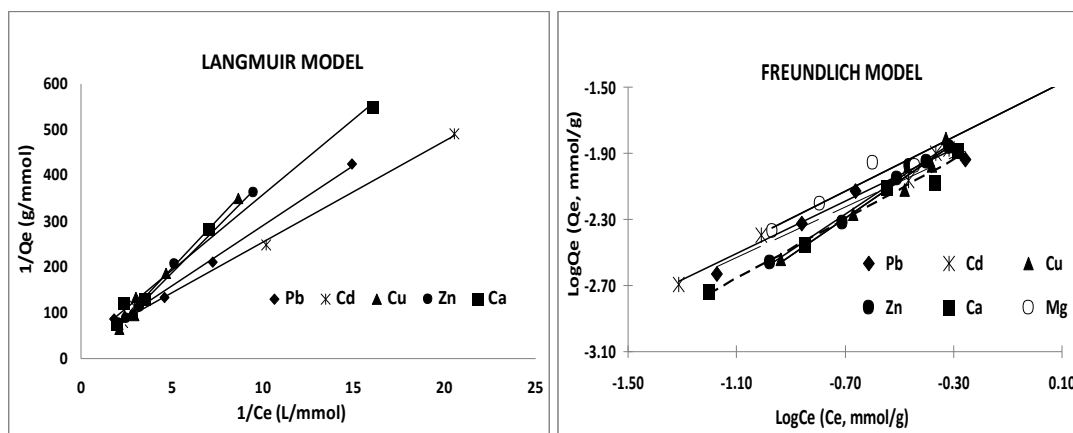 LANGMUIR MODEL
600
500
400
300
200
100
0
1/Qe (g/mmol)
Pb Cd Cu Zn Ca
0 5 10 15 20 25
1/Ce (L/mmol)
FREUNDLICH MODEL
-1.50
-1.90
-2.30
-2.70
-3.10
LogQe (Qe, mmol/g)
Pb Cd Cu
Zn Ca Mg
-1.50 -1.10 -0.70 -0.30 0.10
LogCe (Ce, mmol/g)